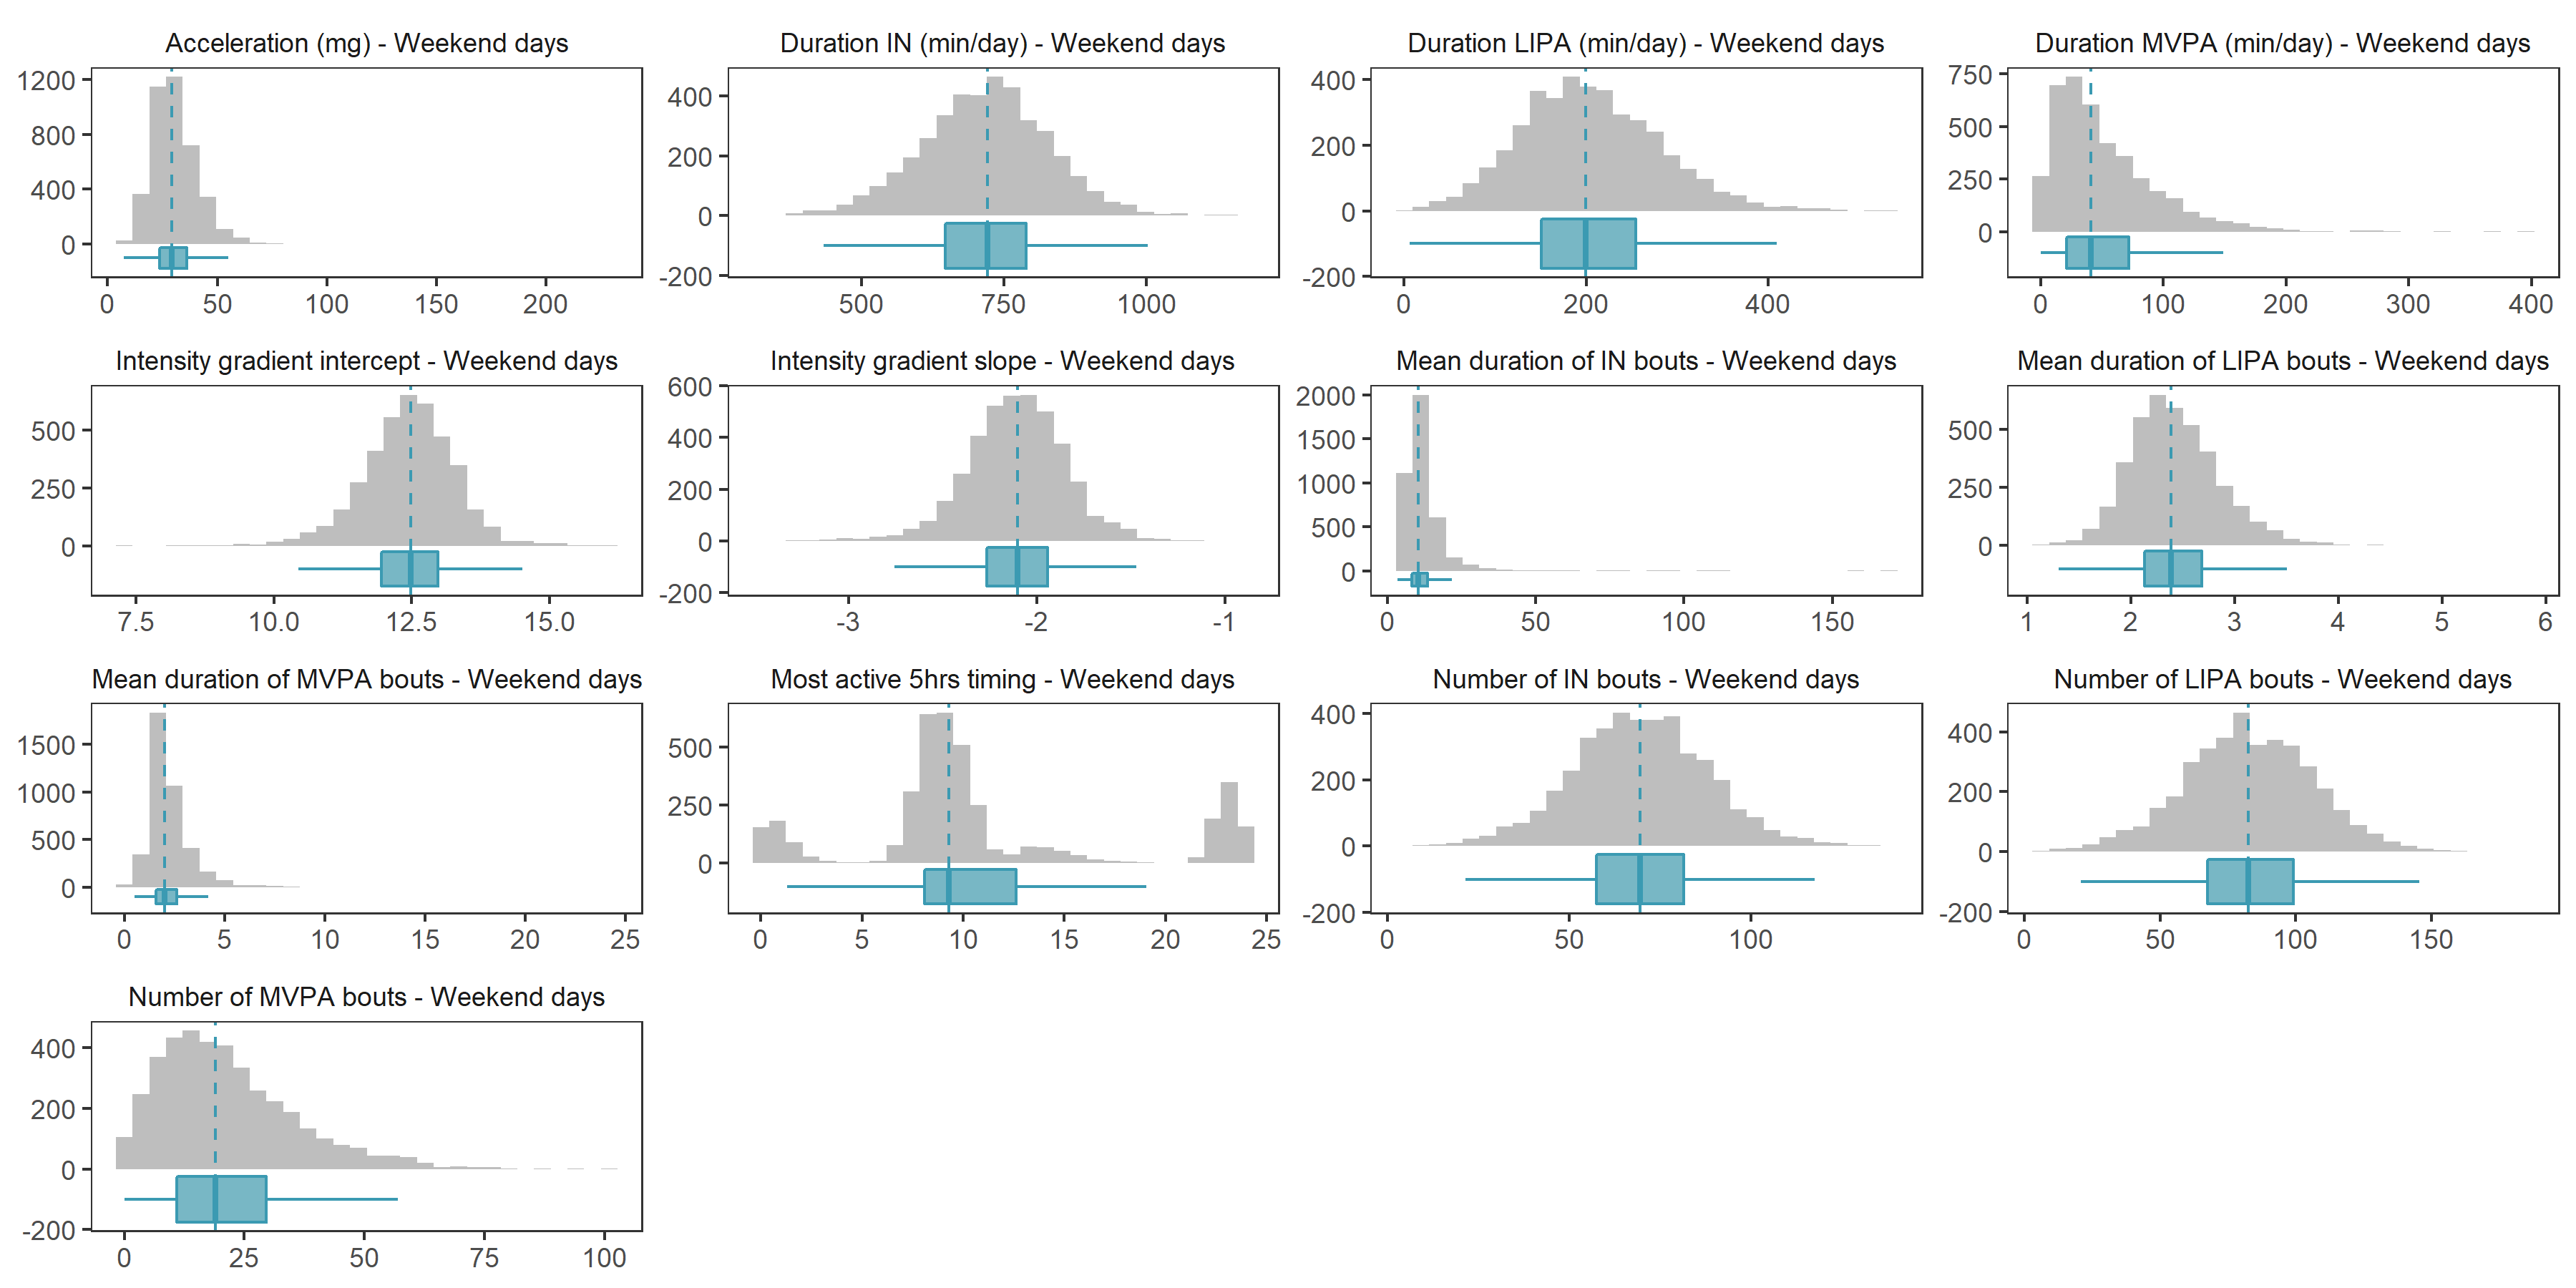 Acceleration (mg) - Weekend days
1200
800
400
0
0 50 100 150 200
Duration IN (min/day) - Weekend days
400
200
0
-200
500 750 1000
Duration LIPA (min/day) - Weekend days
400
200
0
-200
0 200 400
Duration MVPA (min/day) - Weekend days
750
500
250
0
0 100 200 300 400
Intensity gradient intercept - Weekend days
500
250
0
7.5 10.0 12.5 15.0
Intensity gradient slope - Weekend days
600
400
200
0
-200
-3 -2 -1
Mean duration of IN bouts - Weekend days
2000
1500
1000
500
0
0 50 100 150
Mean duration of LIPA bouts - Weekend days
500
250
0
1 2 3 4 5 6
Mean duration of MVPA bouts - Weekend days
1500
1000
500
0
0 5 10 15 20 25
Most active 5hrs timing - Weekend days
500
250
0
0 5 10 15 20 25
Number of IN bouts - Weekend days
400
200
0
-200
0 50 100
Number of LIPA bouts - Weekend days
400
200
0
-200
0 50 100 150
Number of MVPA bouts - Weekend days
400
200
0
-200
0 25 50 75 100